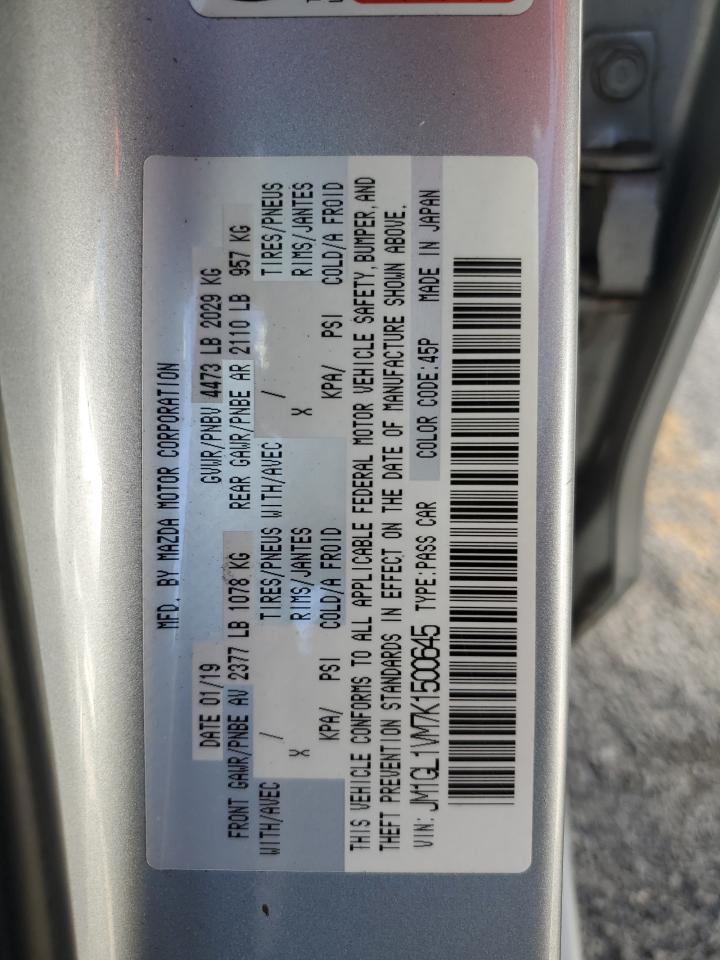 MFD. BY MAZDA MOTOR CORPORATION
DATE 01/19 GVWR/PNBV 4473 LB 2029 KG
FRONT GAWR/PNBE AV 2377 LB 1078 KG REAR GAWR/PNBE AR 2110 LB 957 KG
WITH/AVEC / TIRES/PNEUS WITH/AVEC / TIRES/PNEUS
X RIMS/JANTES X RIMS/JANTES
KPA/ PSI COLD/A FROID KPA/ PSI COLD/A FROID
THIS VEHICLE CONFORMS TO ALL APPLICABLE FEDERAL MOTOR VEHICLE SAFETY, BUMPER, AND
THEFT PREVENTION STANDARDS IN EFFECT ON THE DATE OF MANUFACTURE SHOWN ABOVE.
VIN: JM1GL1VM7K1500645 TYPE:PASS CAR COLOR CODE:45P MADE IN JAPAN